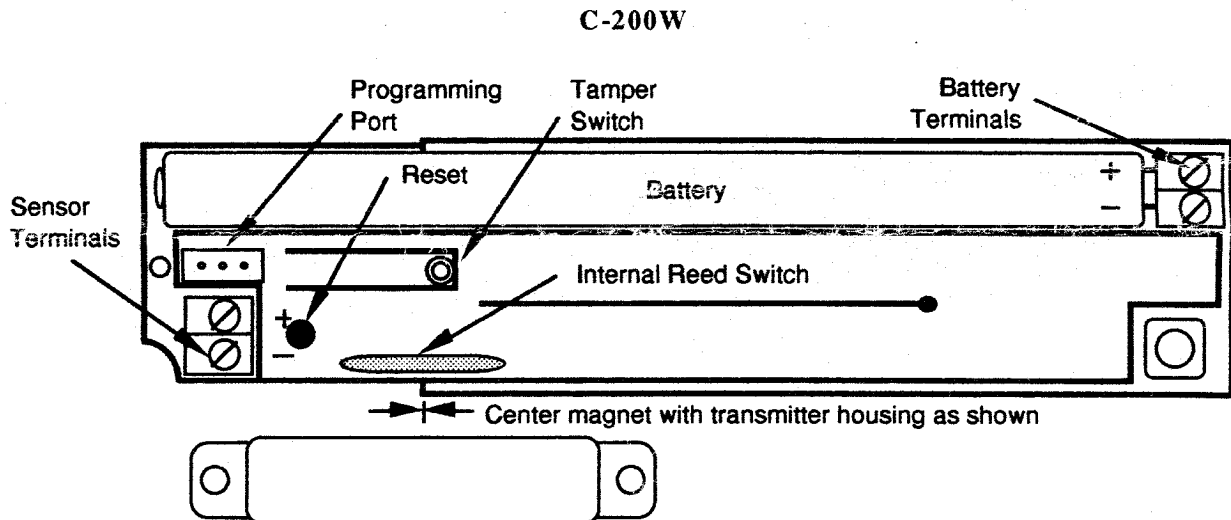 C-200W
Programming
Port
Tamper
Switch
Battery
Terminals
Reset
Battery
+
−
Sensor
Terminals
Internal Reed Switch
+
−
Center magnet with transmitter housing as shown